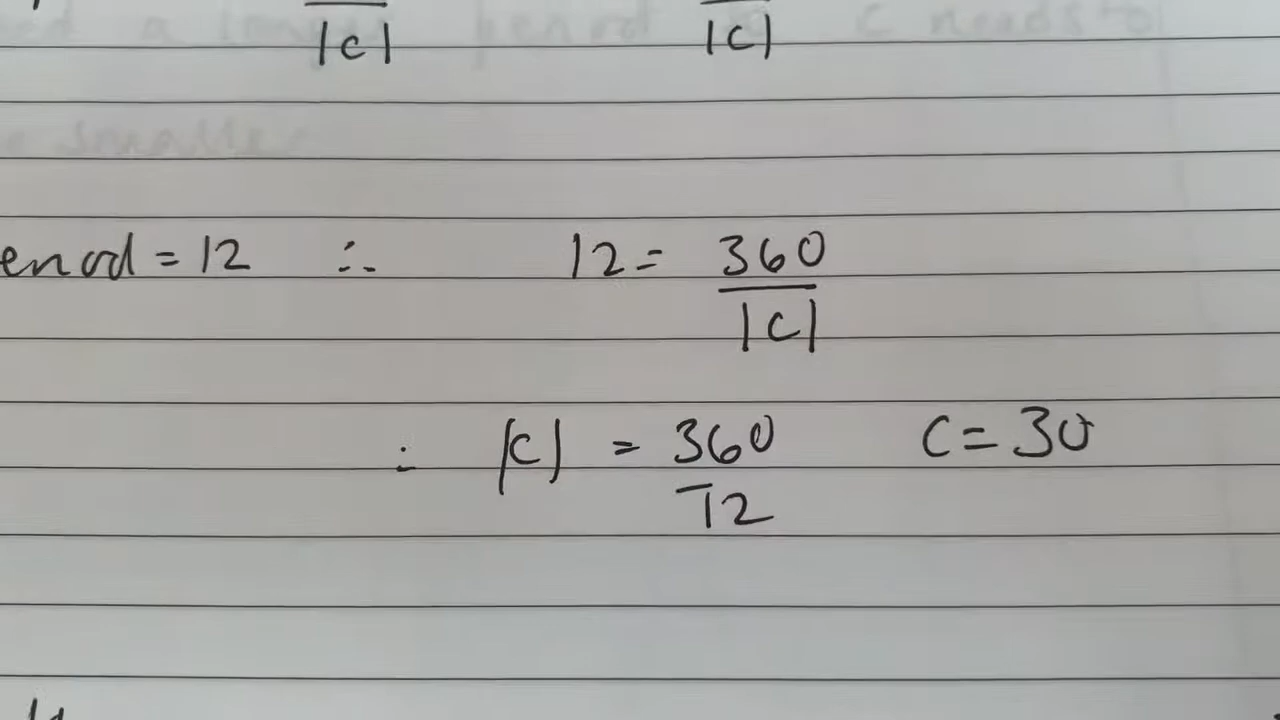 |c| |c|
period = 12 ∴ 12 = 360
|c|
∴ |c| = 360 c = 30
12